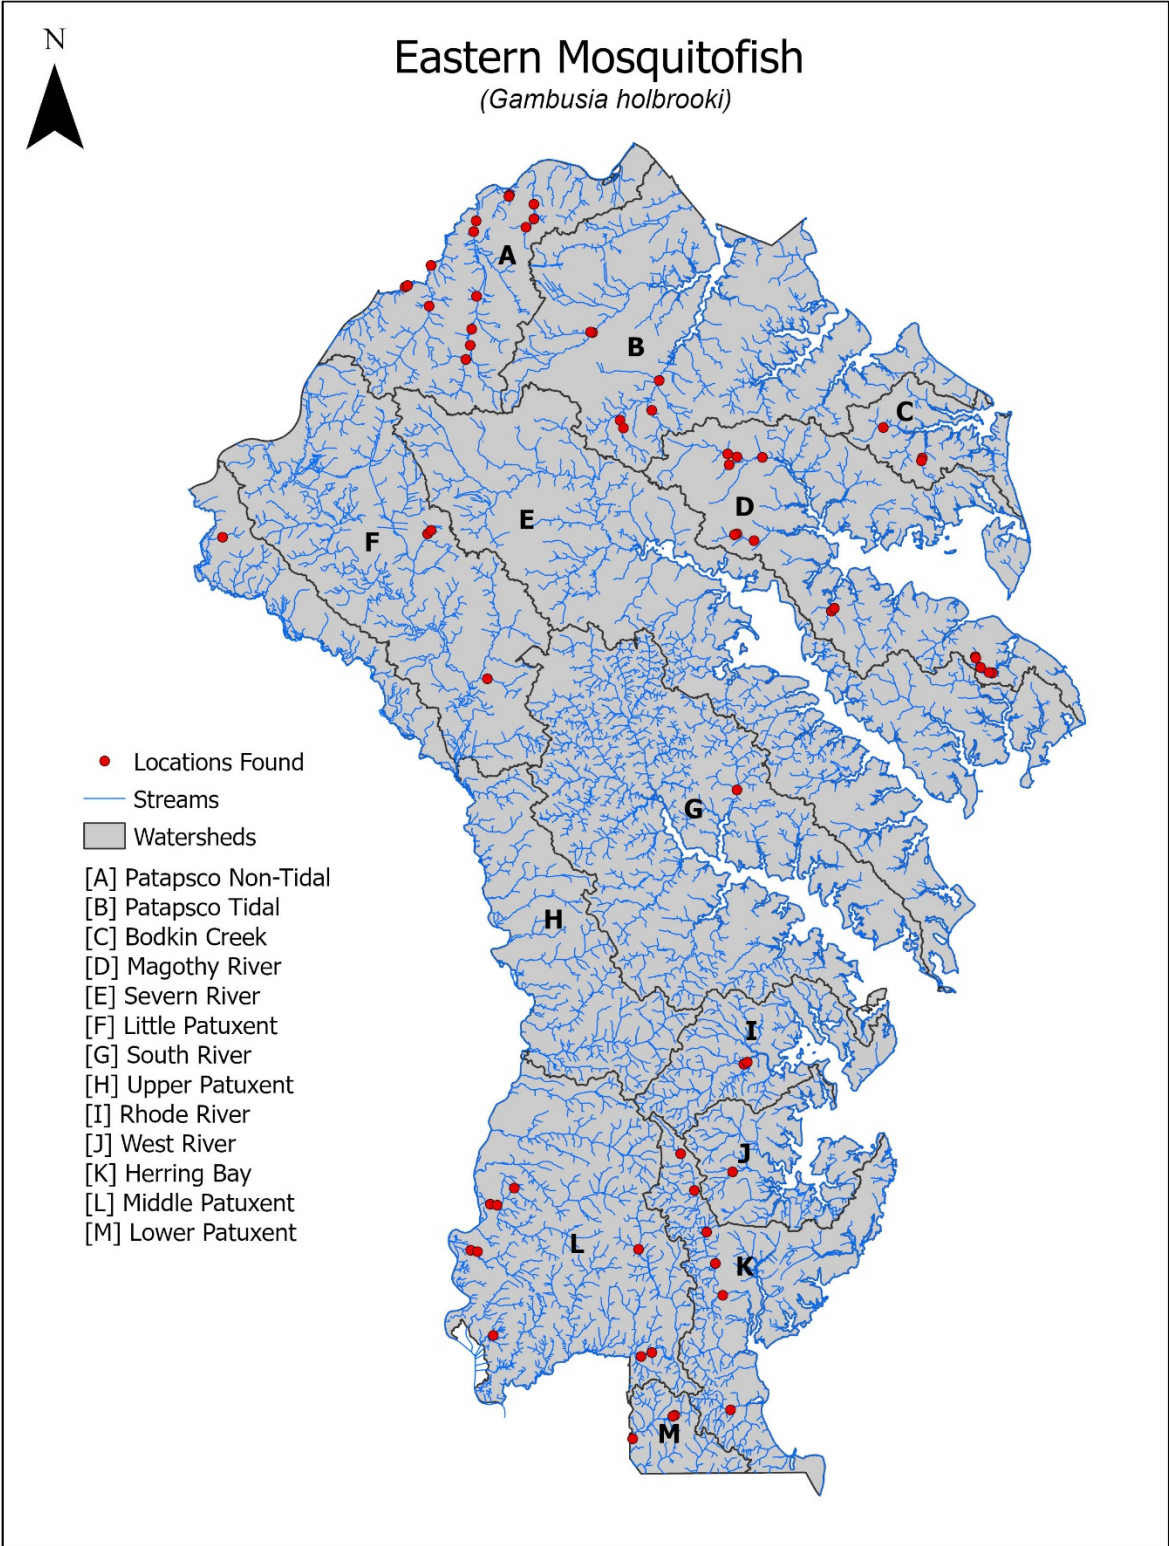 N
Eastern Mosquitofish
(Gambusia holbrooki)
A
B
C
D
E
F
G
H
I
J
K
L
M
Locations Found
Streams
Watersheds
[A] Patapsco Non-Tidal
[B] Patapsco Tidal
[C] Bodkin Creek
[D] Magothy River
[E] Severn River
[F] Little Patuxent
[G] South River
[H] Upper Patuxent
[I] Rhode River
[J] West River
[K] Herring Bay
[L] Middle Patuxent
[M] Lower Patuxent